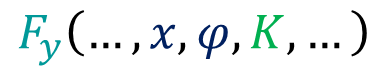 F_y(…, x, φ, K, …)